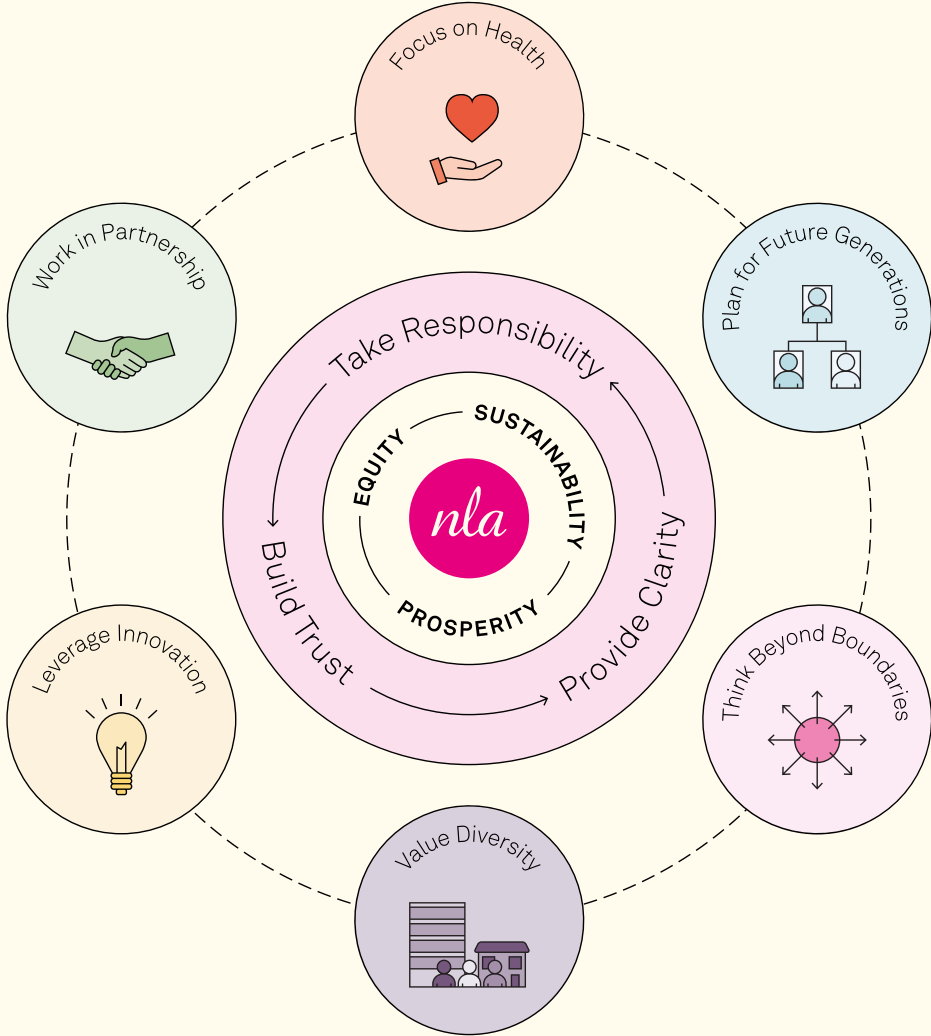 Focus on Health
Work in Partnership
Plan for Future Generations
Take Responsibility
EQUITY
SUSTAINABILITY
nla
PROSPERITY
Build Trust
Provide Clarity
Leverage Innovation
Think Beyond Boundaries
Value Diversity